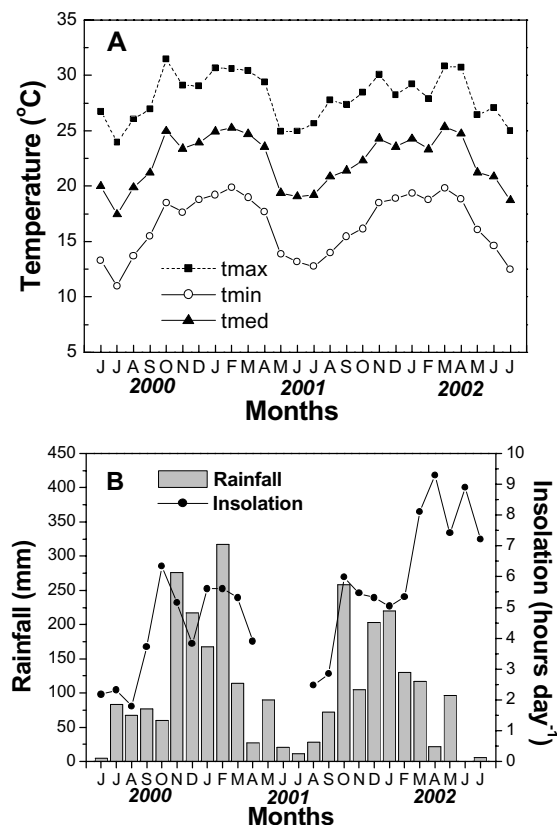 A
Temperature (°C)
35
30
25
20
15
10
5
tmax
tmin
tmed
J J A S O N D J F M A M J J A S O N D J F M A M J J
2000 2001 2002
Months
B
Rainfall
Insolation
Rainfall (mm)
450
400
350
300
250
200
150
100
50
0
Insolation (hours day⁻¹)
10
9
8
7
6
5
4
3
2
1
0
J J A S O N D J F M A M J J A S O N D J F M A M J J
2000 2001 2002
Months